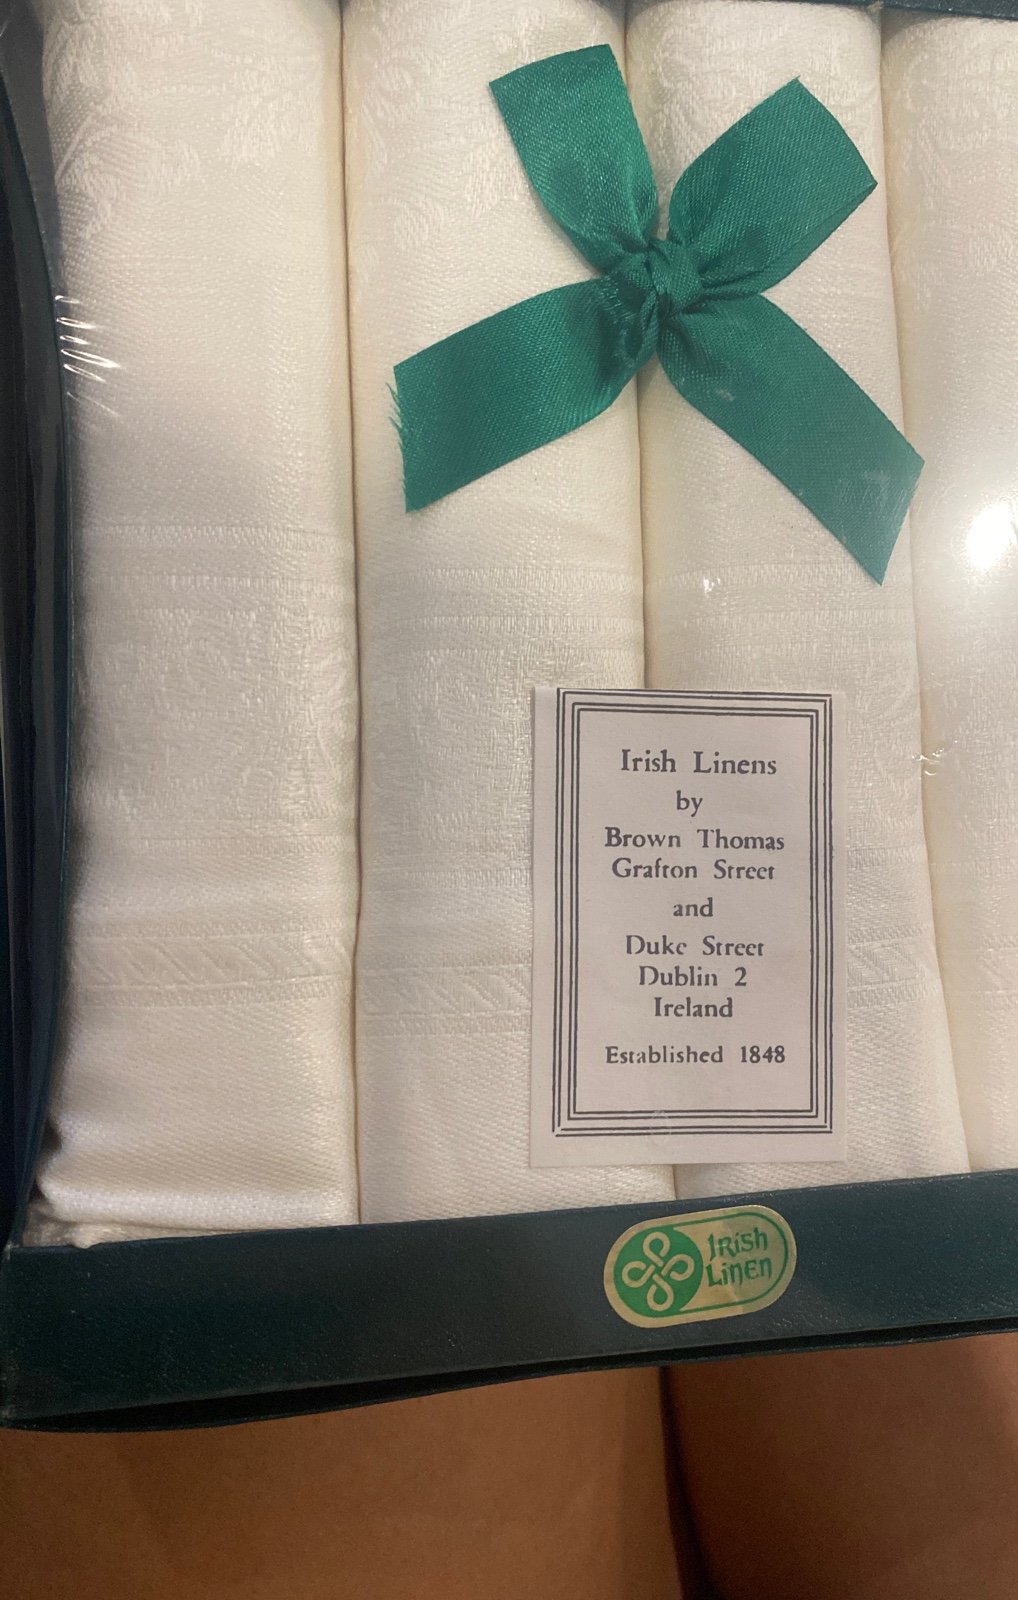 Irish Linens
by
Brown Thomas
Grafton Street
and
Duke Street
Dublin 2
Ireland
Established 1848
IRISH
LINEN